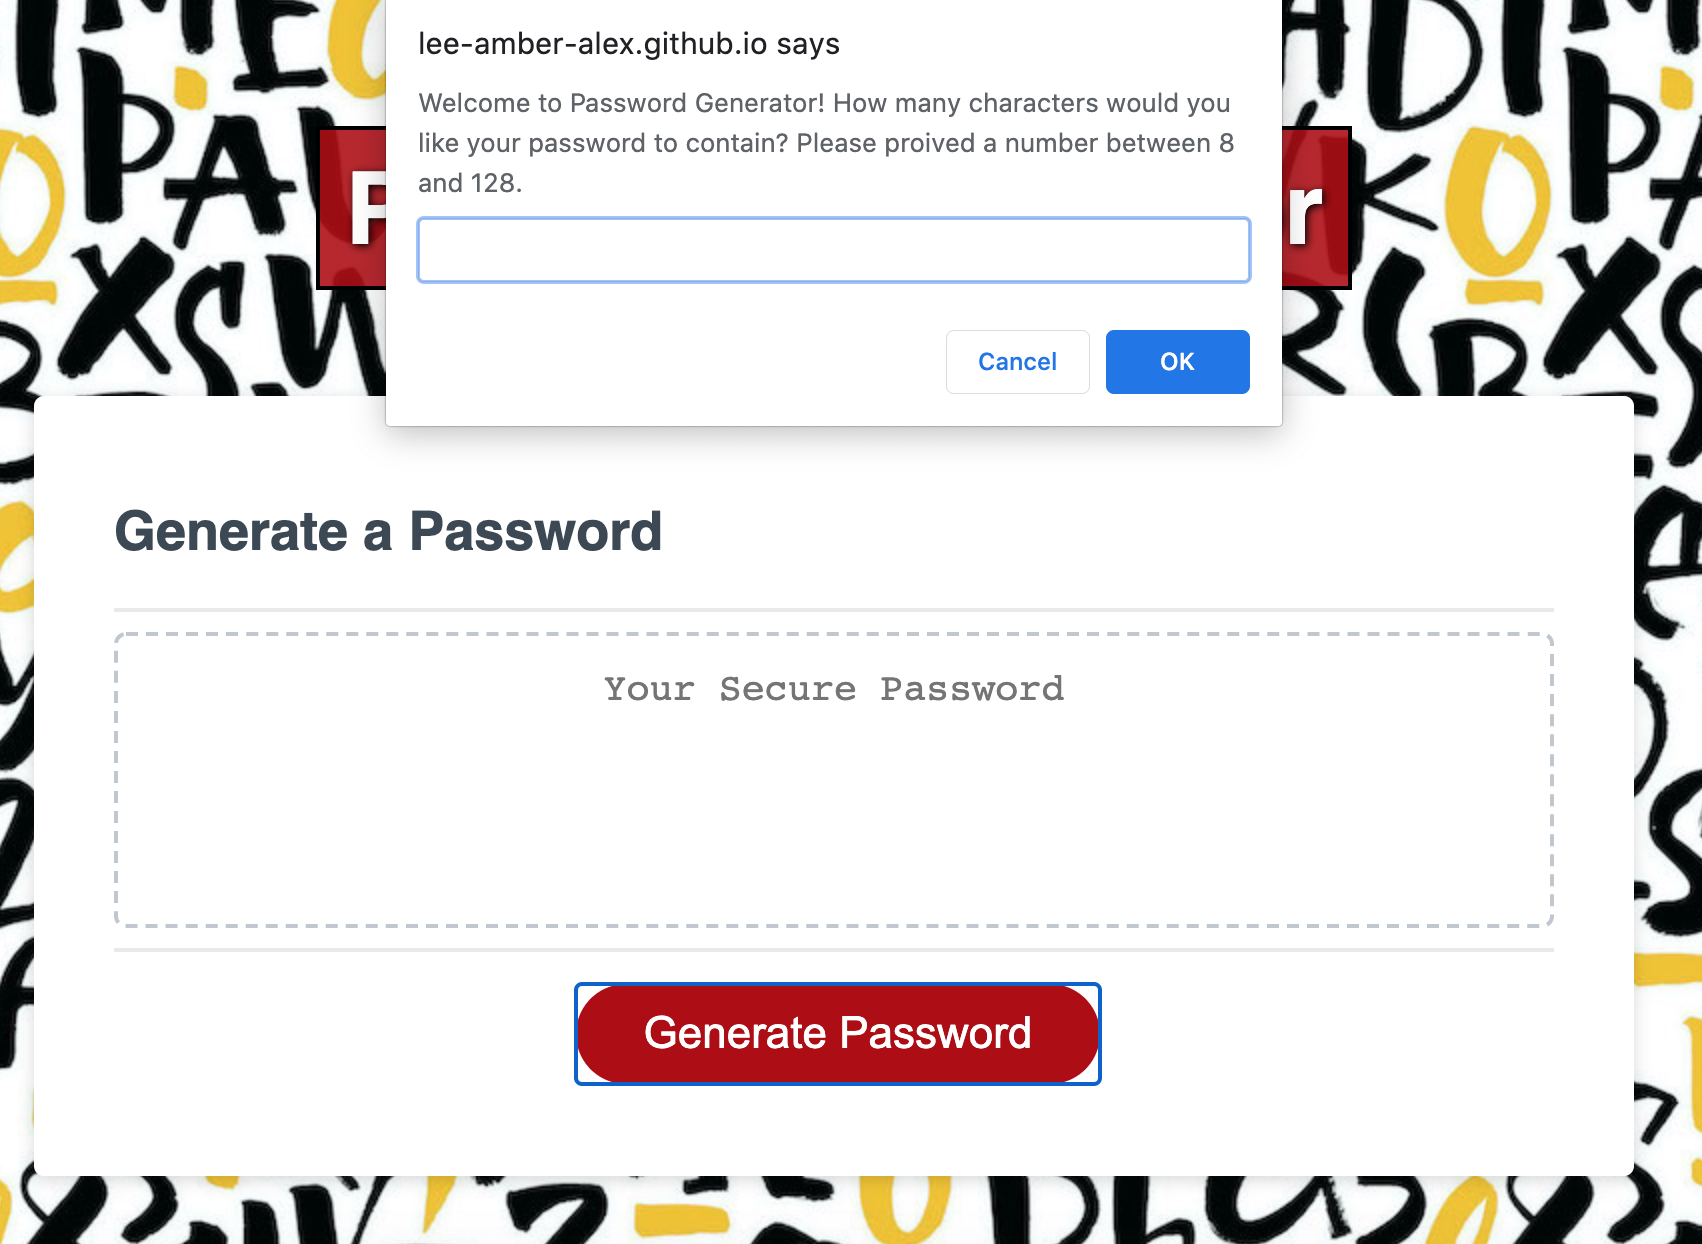 lee-amber-alex.github.io says
Welcome to Password Generator! How many characters would you
like your password to contain? Please proived a number between 8
and 128.
P
r
Cancel
OK
Generate a Password
Your Secure Password
Generate Password